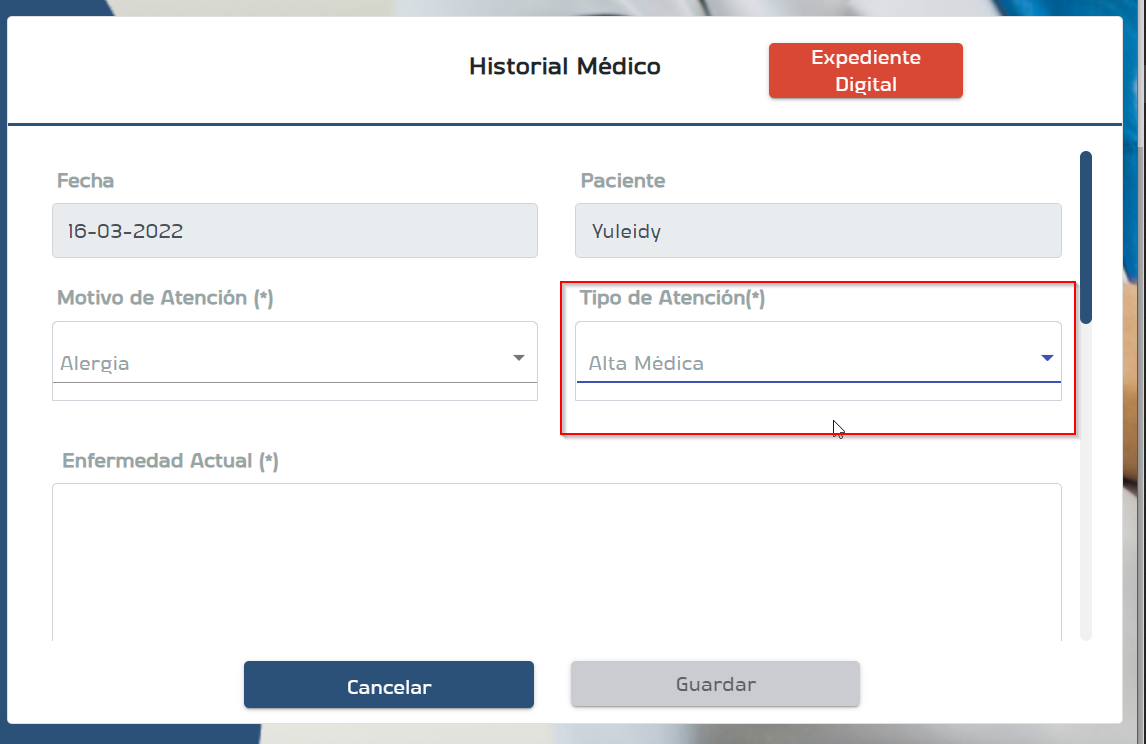 Historial Médico
Expediente
Digital
Fecha
Paciente
16-03-2022
Yuleidy
Motivo de Atención (*)
Tipo de Atención(*)
Alergia
Alta Médica
Enfermedad Actual (*)
Cancelar
Guardar